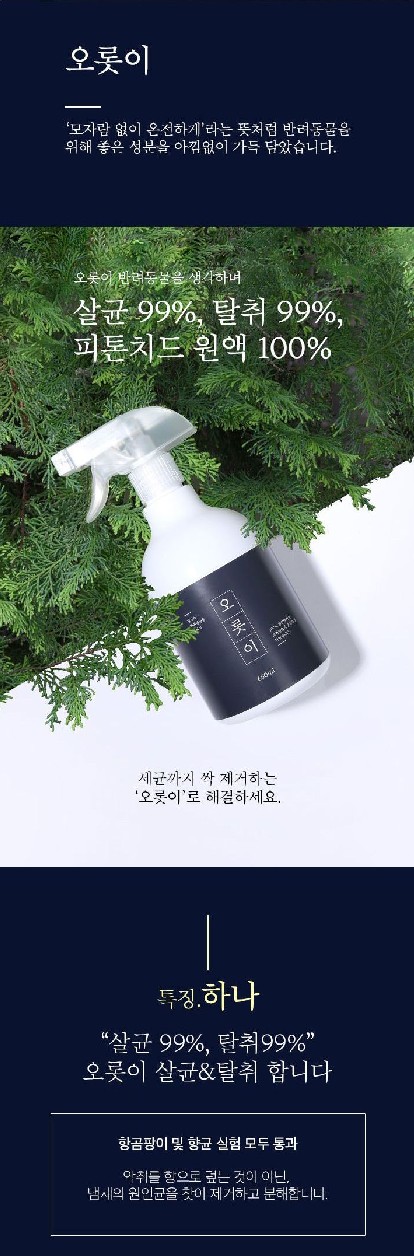 오롯이
'모자람 없이 온전하게'라는 뜻처럼 반려동물을
위해 좋은 성분을 아낌없이 가득 담았습니다.
오롯이 반려동물을 생각하며
살균 99%, 탈취 99%,
피톤치드 원액 100%
오
롯
이
세균까지 싹 제거하는
'오롯이'로 해결하세요.
특징.하나
“살균 99%, 탈취99%”
오롯이 살균&탈취 합니다
항곰팡이 및 향균 실험 모두 통과
악취를 향으로 덮는 것이 아닌,
냄새의 원인균을 찾아 제거하고 분해합니다.